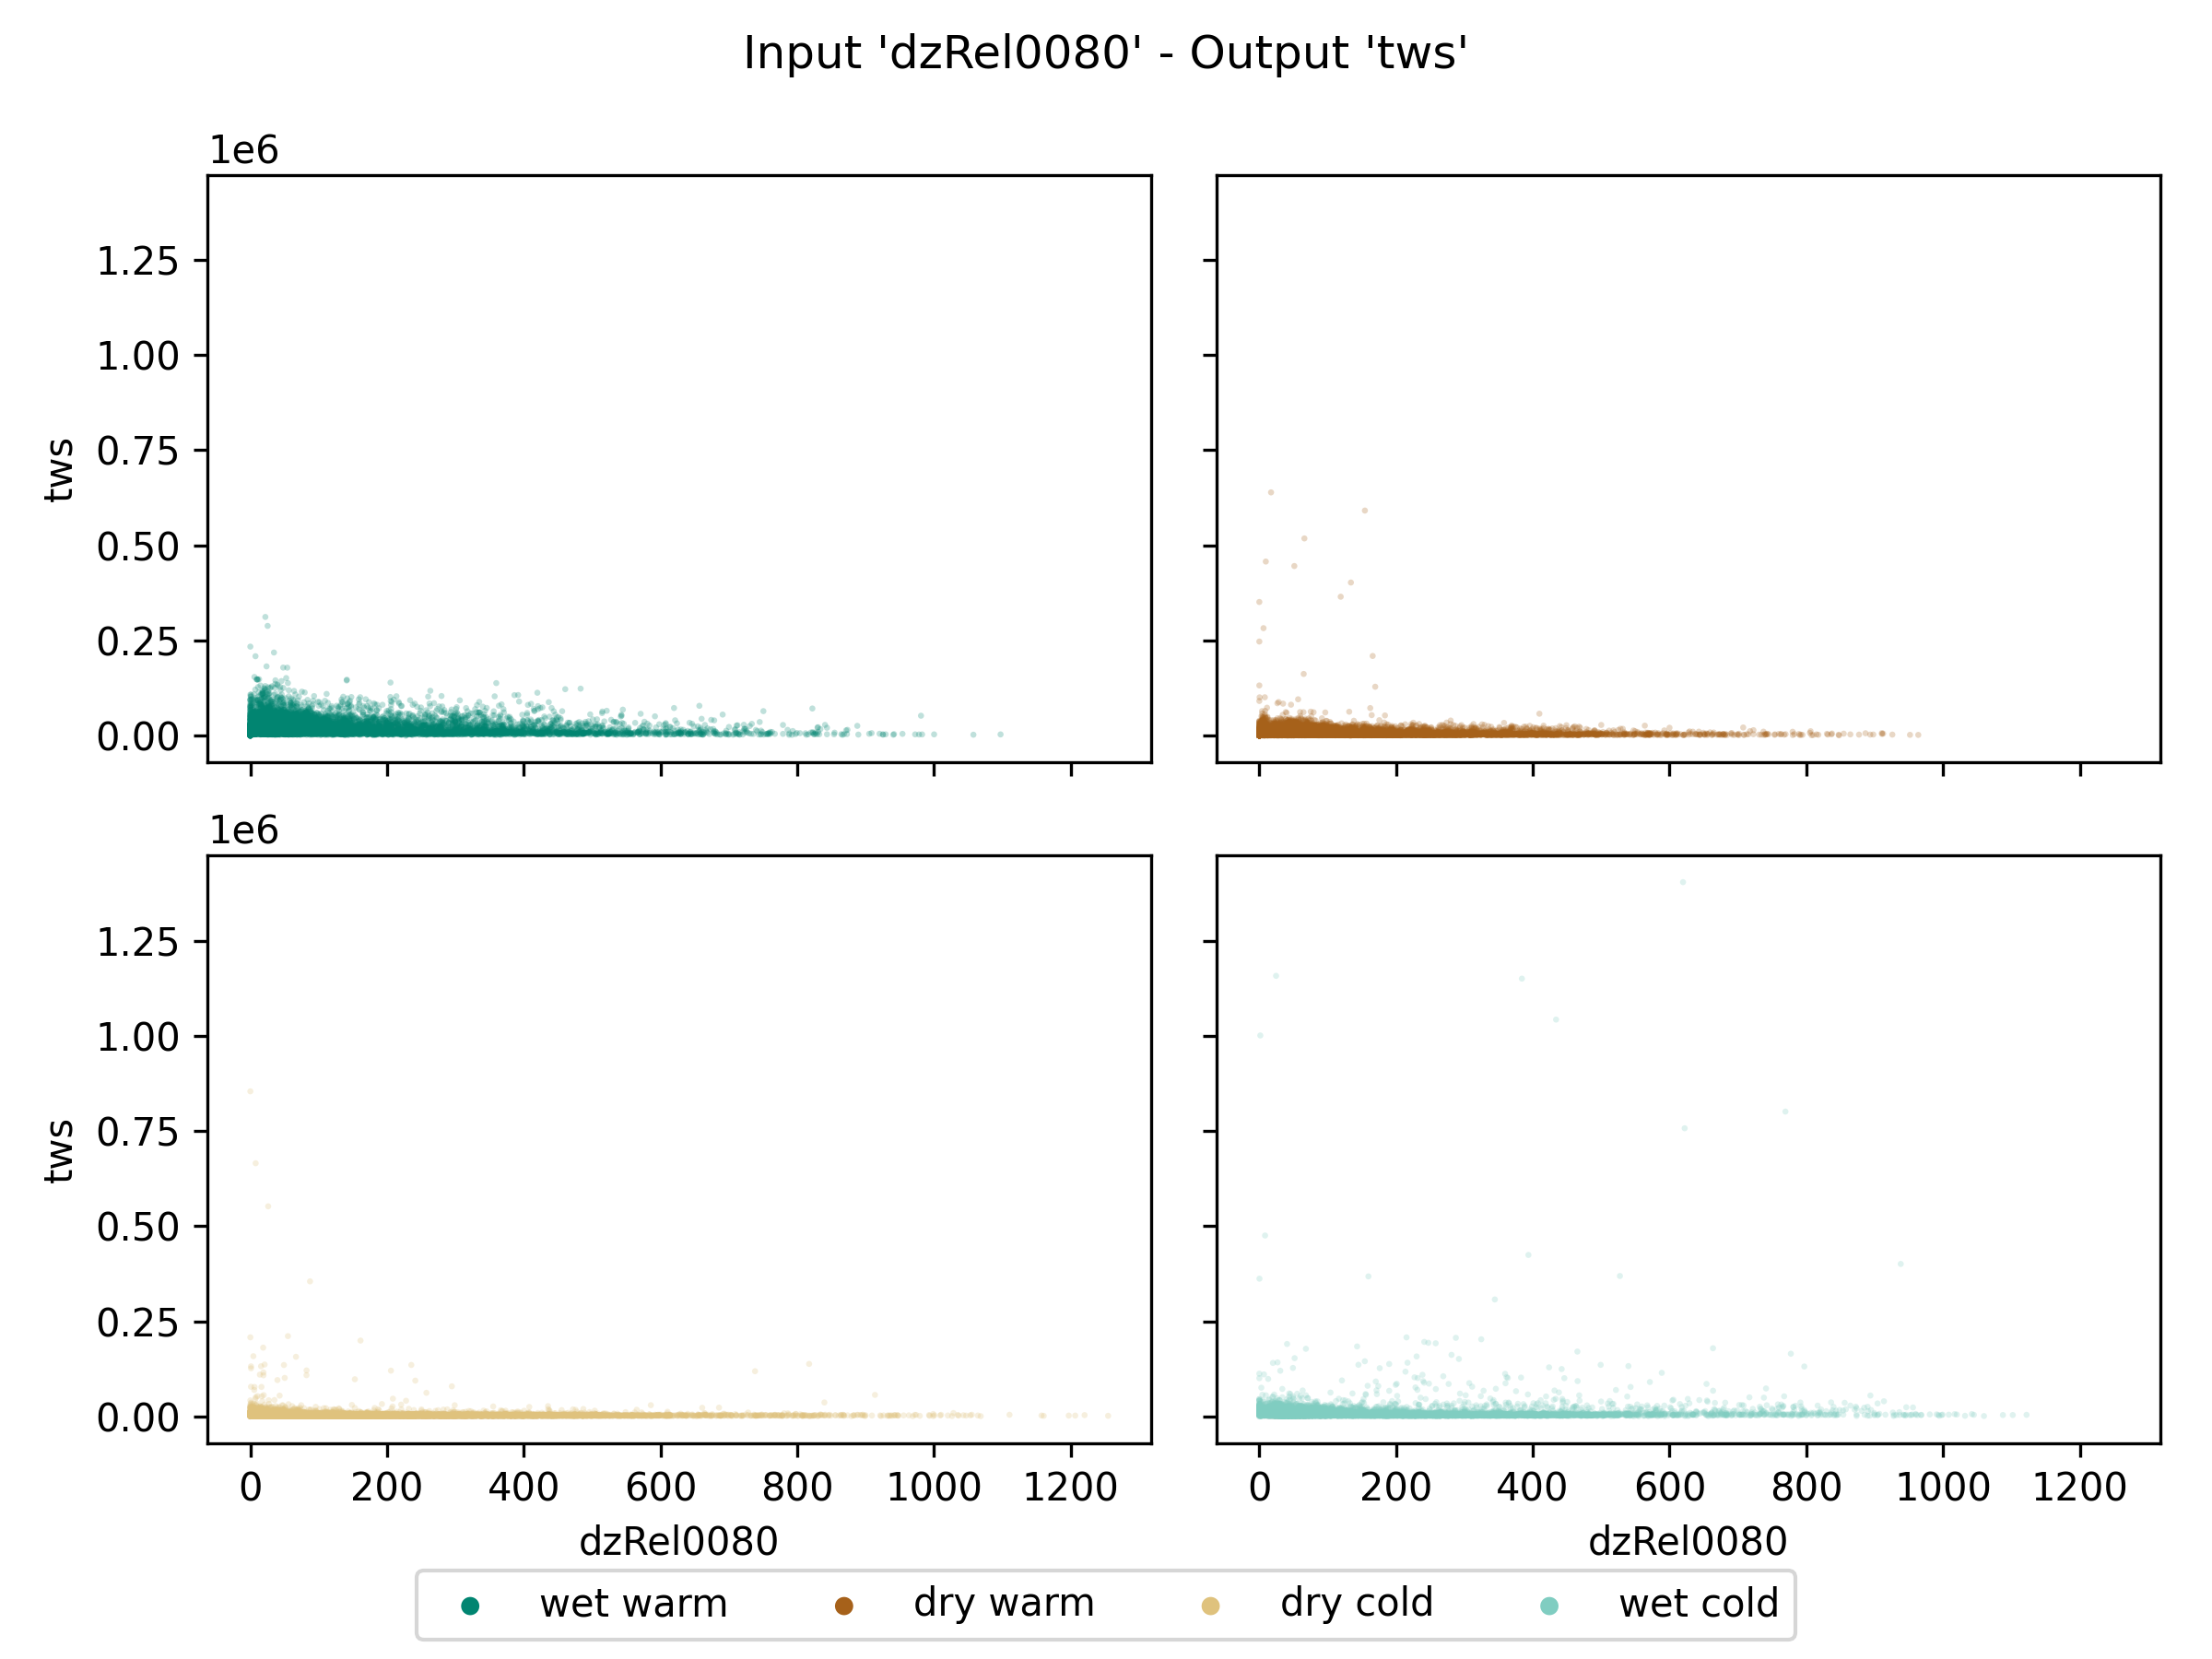 Input 'dzRel0080' - Output 'tws'
1e6
1.25
1.00
0.75
0.50
0.25
0.00
tws
1e6
1.25
1.00
0.75
0.50
0.25
0.00
tws
0 200 400 600 800 1000 1200
dzRel0080
0 200 400 600 800 1000 1200
dzRel0080
wet warm dry warm dry cold wet cold